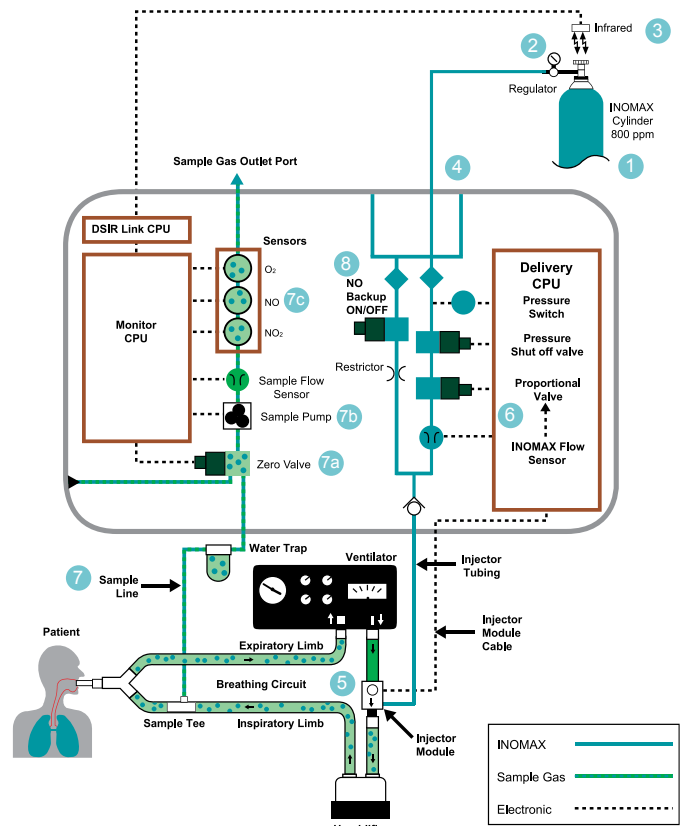 Infrared
3
2
Regulator
INOMAX
Cylinder
800 ppm
1
Sample Gas Outlet Port
4
DSIR Link CPU
Sensors
O2
NO
NO2
7c
Monitor
CPU
8
NO
Backup
ON/OFF
Restrictor
Delivery
CPU
Pressure
Switch
Pressure
Shut off valve
Proportional
Valve
6
INOMAX Flow
Sensor
Sample Flow
Sensor
Sample Pump
7b
Zero Valve
7a
Water Trap
7
Sample
Line
Ventilator
Injector
Tubing
Injector
Module
Cable
Patient
Expiratory Limb
Breathing Circuit
5
Sample Tee
Inspiratory Limb
Injector
Module
INOMAX
Sample Gas
Electronic